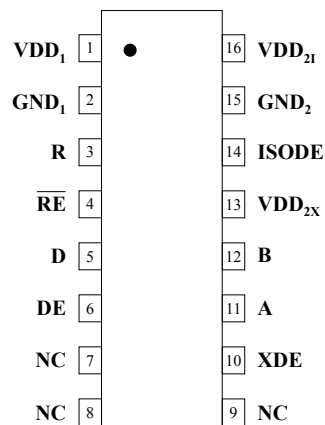 VDD₁ 1 16 VDD₂I
GND₁ 2 15 GND₂
R 3 14 ISODE
R̅E̅ 4 13 VDD₂X
D 5 12 B
DE 6 11 A
NC 7 10 XDE
NC 8 9 NC